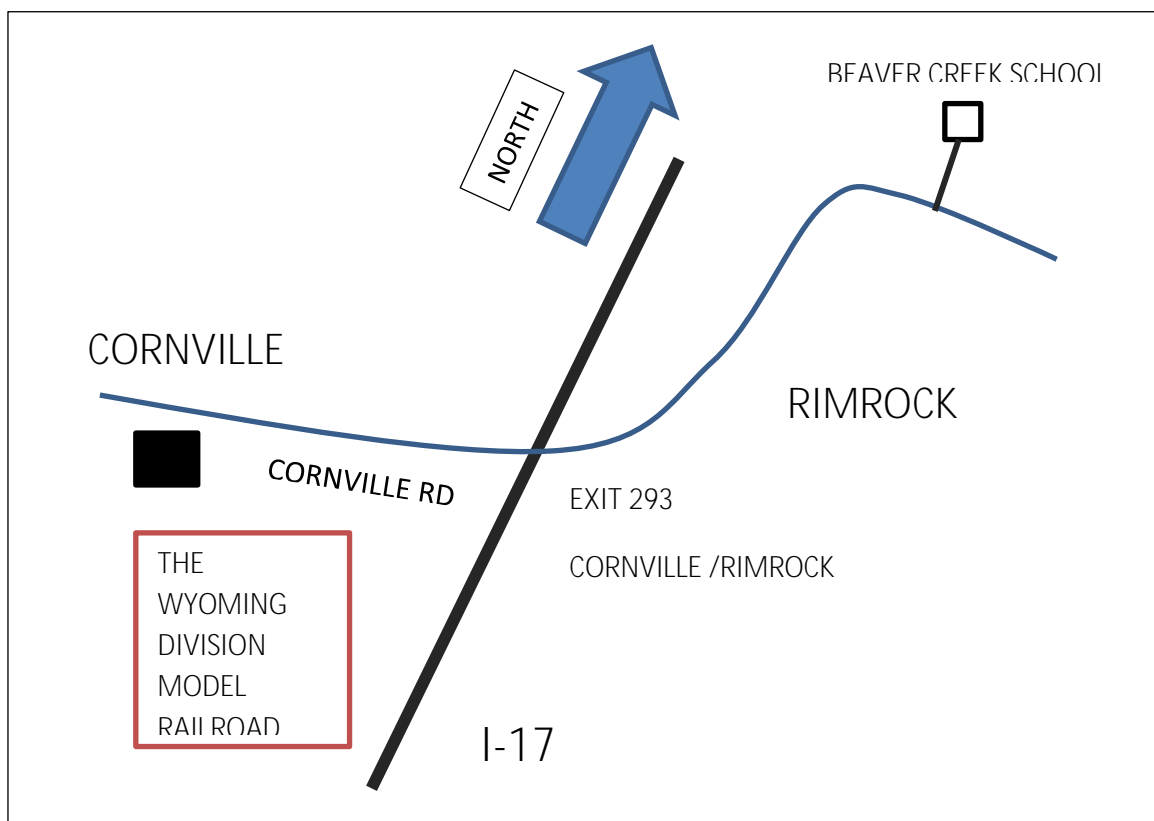 BEAVER CREEK SCHOOL
NORTH
CORNVILLE
RIMROCK
CORNVILLE RD
EXIT 293
CORNVILLE /RIMROCK
THE
WYOMING
DIVISION
MODEL
RAILROAD
I-17